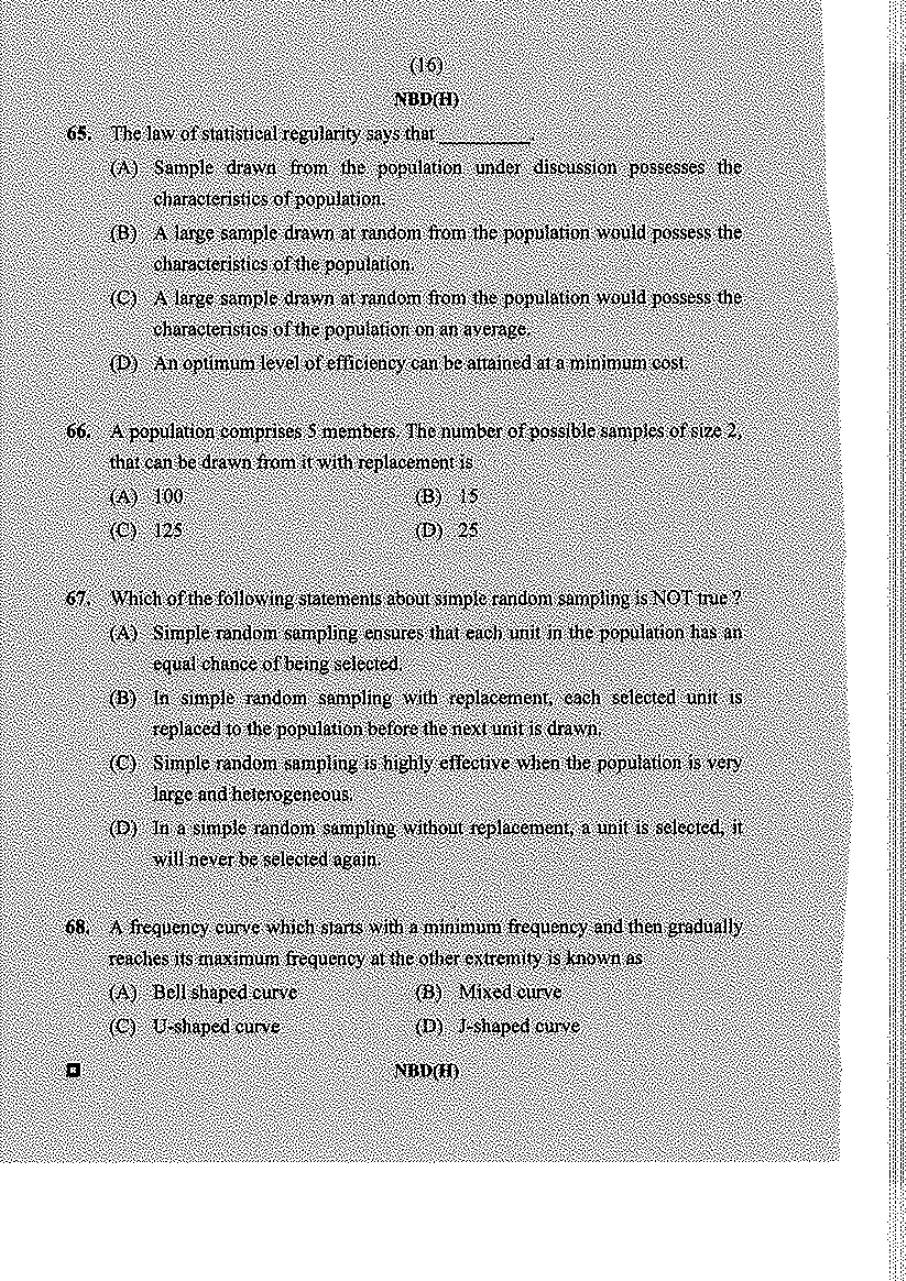 (16)
NBD(H)
65. The law of statistical regularity says that __________.
(A) Sample drawn from the population under discussion possesses the
characteristics of population.
(B) A large sample drawn at random from the population would possess the
characteristics of the population.
(C) A large sample drawn at random from the population would possess the
characteristics of the population on an average.
(D) An optimum level of efficiency can be attained at a minimum cost.
66. A population comprises 5 members. The number of possible samples of size 2,
that can be drawn from it with replacement is
(A) 100 (B) 15
(C) 125 (D) 25
67. Which of the following statements about simple random sampling is NOT true ?
(A) Simple random sampling ensures that each unit in the population has an
equal chance of being selected.
(B) In simple random sampling with replacement, each selected unit is
replaced to the population before the next unit is drawn.
(C) Simple random sampling is highly effective when the population is very
large and heterogeneous.
(D) In a simple random sampling without replacement, a unit is selected, it
will never be selected again.
68. A frequency curve which starts with a minimum frequency and then gradually
reaches its maximum frequency at the other extremity is known as
(A) Bell shaped curve (B) Mixed curve
(C) U-shaped curve (D) J-shaped curve
NBD(H)